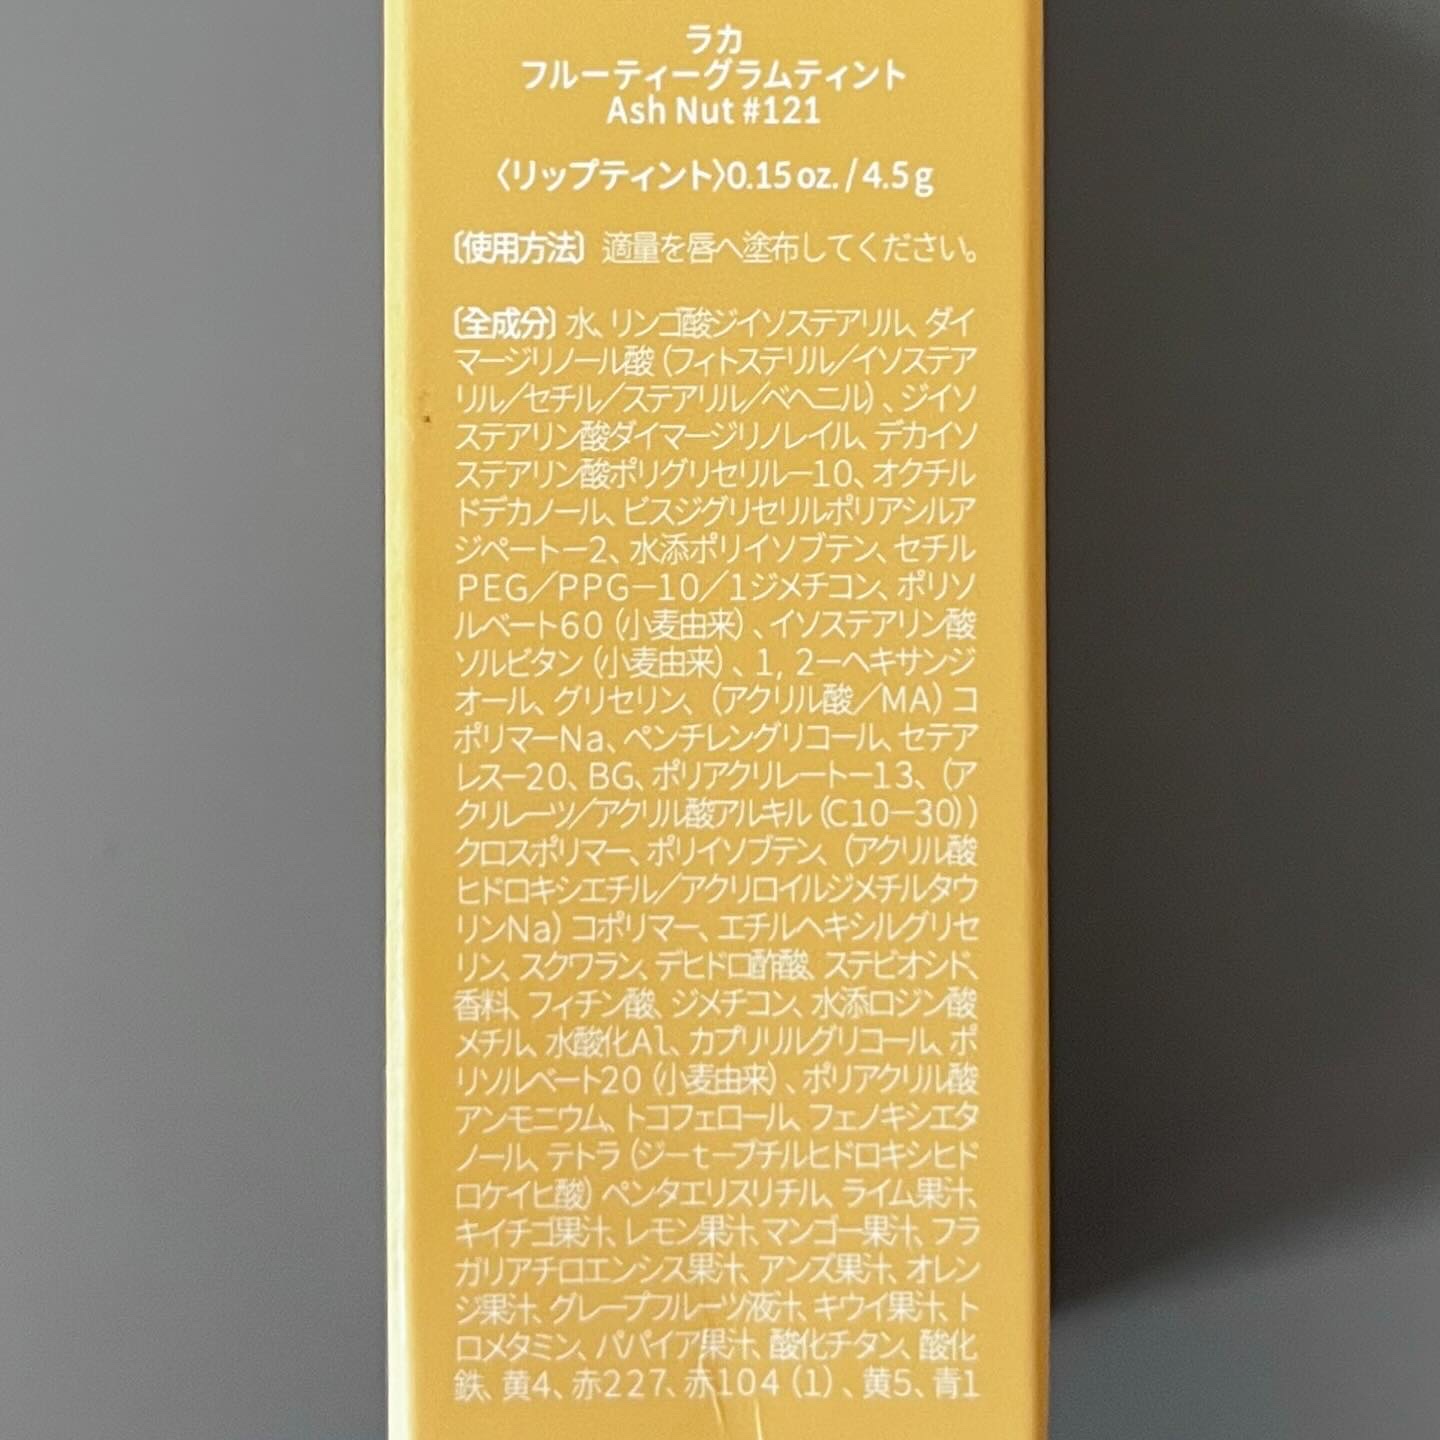 ラカ
フルーティーグラムティント
Ash Nut #121
〈リップティント〉0.15 oz. / 4.5 g
〔使用方法〕 適量を唇へ塗布してください。
〔全成分〕 水、リンゴ酸ジイソステアリル、ダイ
マージリノール酸（フィトステリル／イソステア
リル／セチル／ステアリル／ベヘニル）、ジイソ
ステアリン酸ダイマージリノレイル、デカイソ
ステアリン酸ポリグリセリルー10、オクチル
ドデカノール、ビスジグリセリルポリアシルア
ジペートー2、水添ポリイソブテン、セチル
PEG／PPG－10／1ジメチコン、ポリソ
ルベート60（小麦由来）、イソステアリン酸
ソルビタン（小麦由来）、1, 2ーヘキサンジ
オール、グリセリン、（アクリル酸／MA）コ
ポリマーNa、ペンチレングリコール、セテア
レスー20、BG、ポリアクリレートー13、（ア
クリレーツ／アクリル酸アルキル（C10－30））
クロスポリマー、ポリイソブテン、（アクリル酸
ヒドロキシエチル／アクリロイルジメチルタウ
リンNa）コポリマー、エチルヘキシルグリセ
リン、スクワラン、デヒドロ酢酸、ステビオシド、
香料、フィチン酸、ジメチコン、水添ロジン酸
メチル、水酸化Al、カプリリルグリコール、ポ
リソルベート20（小麦由来）、ポリアクリル酸
アンモニウム、トコフェロール、フェノキシエタ
ノール、テトラ（ジーtーブチルヒドロキシヒド
ロケイヒ酸）ペンタエリスリチル、ライム果汁、
キイチゴ果汁、レモン果汁、マンゴー果汁、フラ
ガリアチロエンシス果汁、アンズ果汁、オレン
ジ果汁、グレープフルーツ液汁、キウイ果汁、ト
ロメタミン、パパイア果汁、酸化チタン、酸化
鉄、黄4、赤227、赤104（1）、黄5、青1